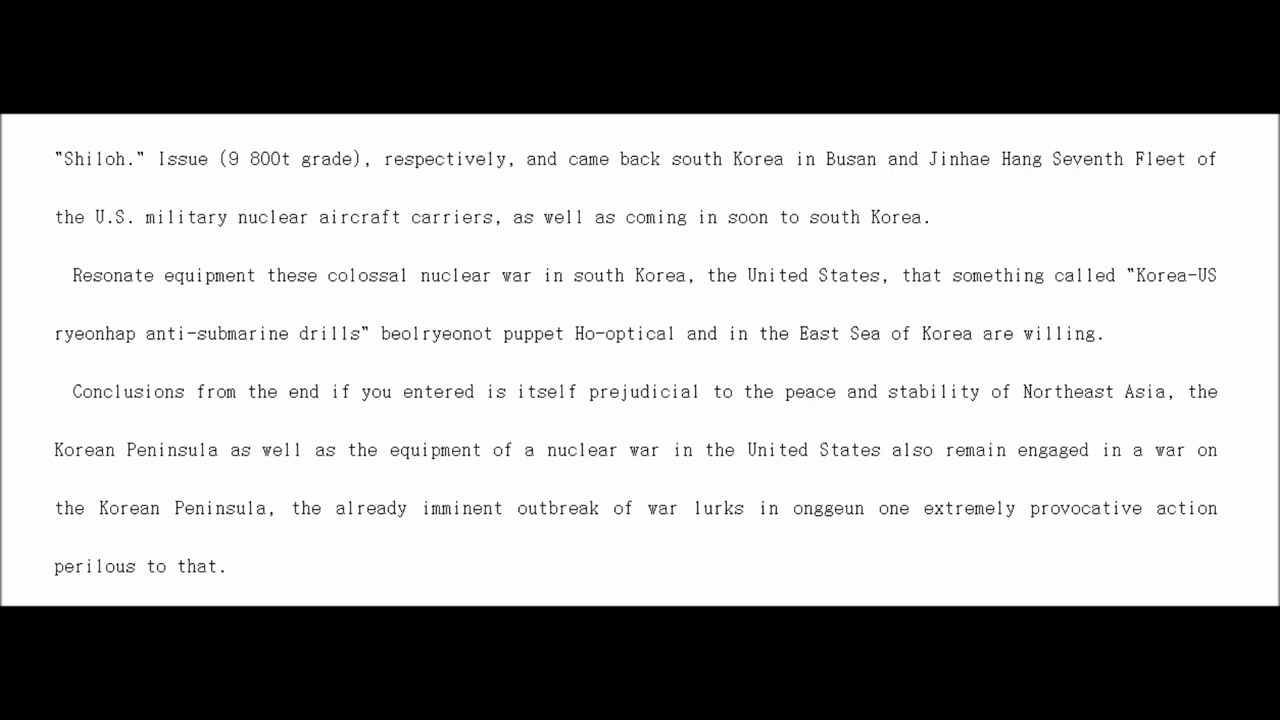 "Shiloh." Issue (9 800t grade), respectively, and came back south Korea in Busan and Jinhae Hang Seventh Fleet of
the U.S. military nuclear aircraft carriers, as well as coming in soon to south Korea.
Resonate equipment these colossal nuclear war in south Korea, the United States, that something called "Korea-US
ryeonhap anti-submarine drills" beolryeonot puppet Ho-optical and in the East Sea of Korea are willing.
Conclusions from the end if you entered is itself prejudicial to the peace and stability of Northeast Asia, the
Korean Peninsula as well as the equipment of a nuclear war in the United States also remain engaged in a war on
the Korean Peninsula, the already imminent outbreak of war lurks in onggeun one extremely provocative action
perilous to that.